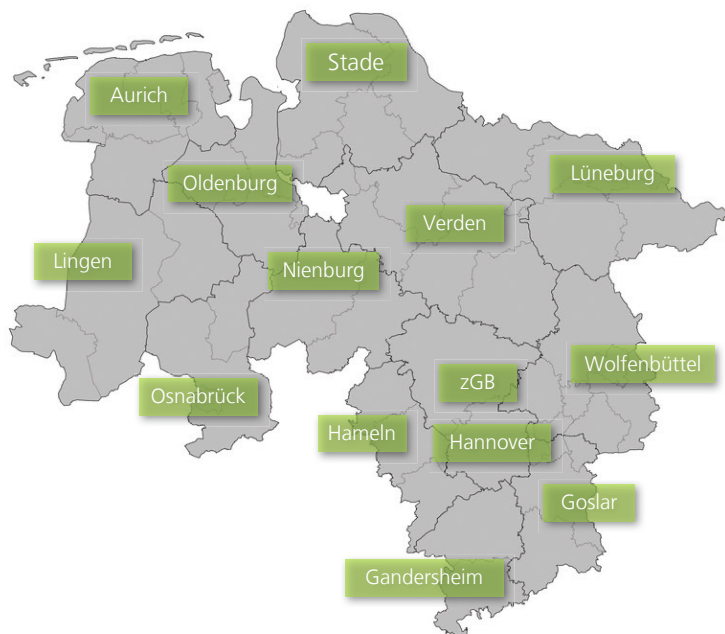 Stade
Aurich
Lüneburg
Oldenburg
Verden
Lingen
Nienburg
Wolfenbüttel
zGB
Osnabrück
Hameln
Hannover
Goslar
Gandersheim